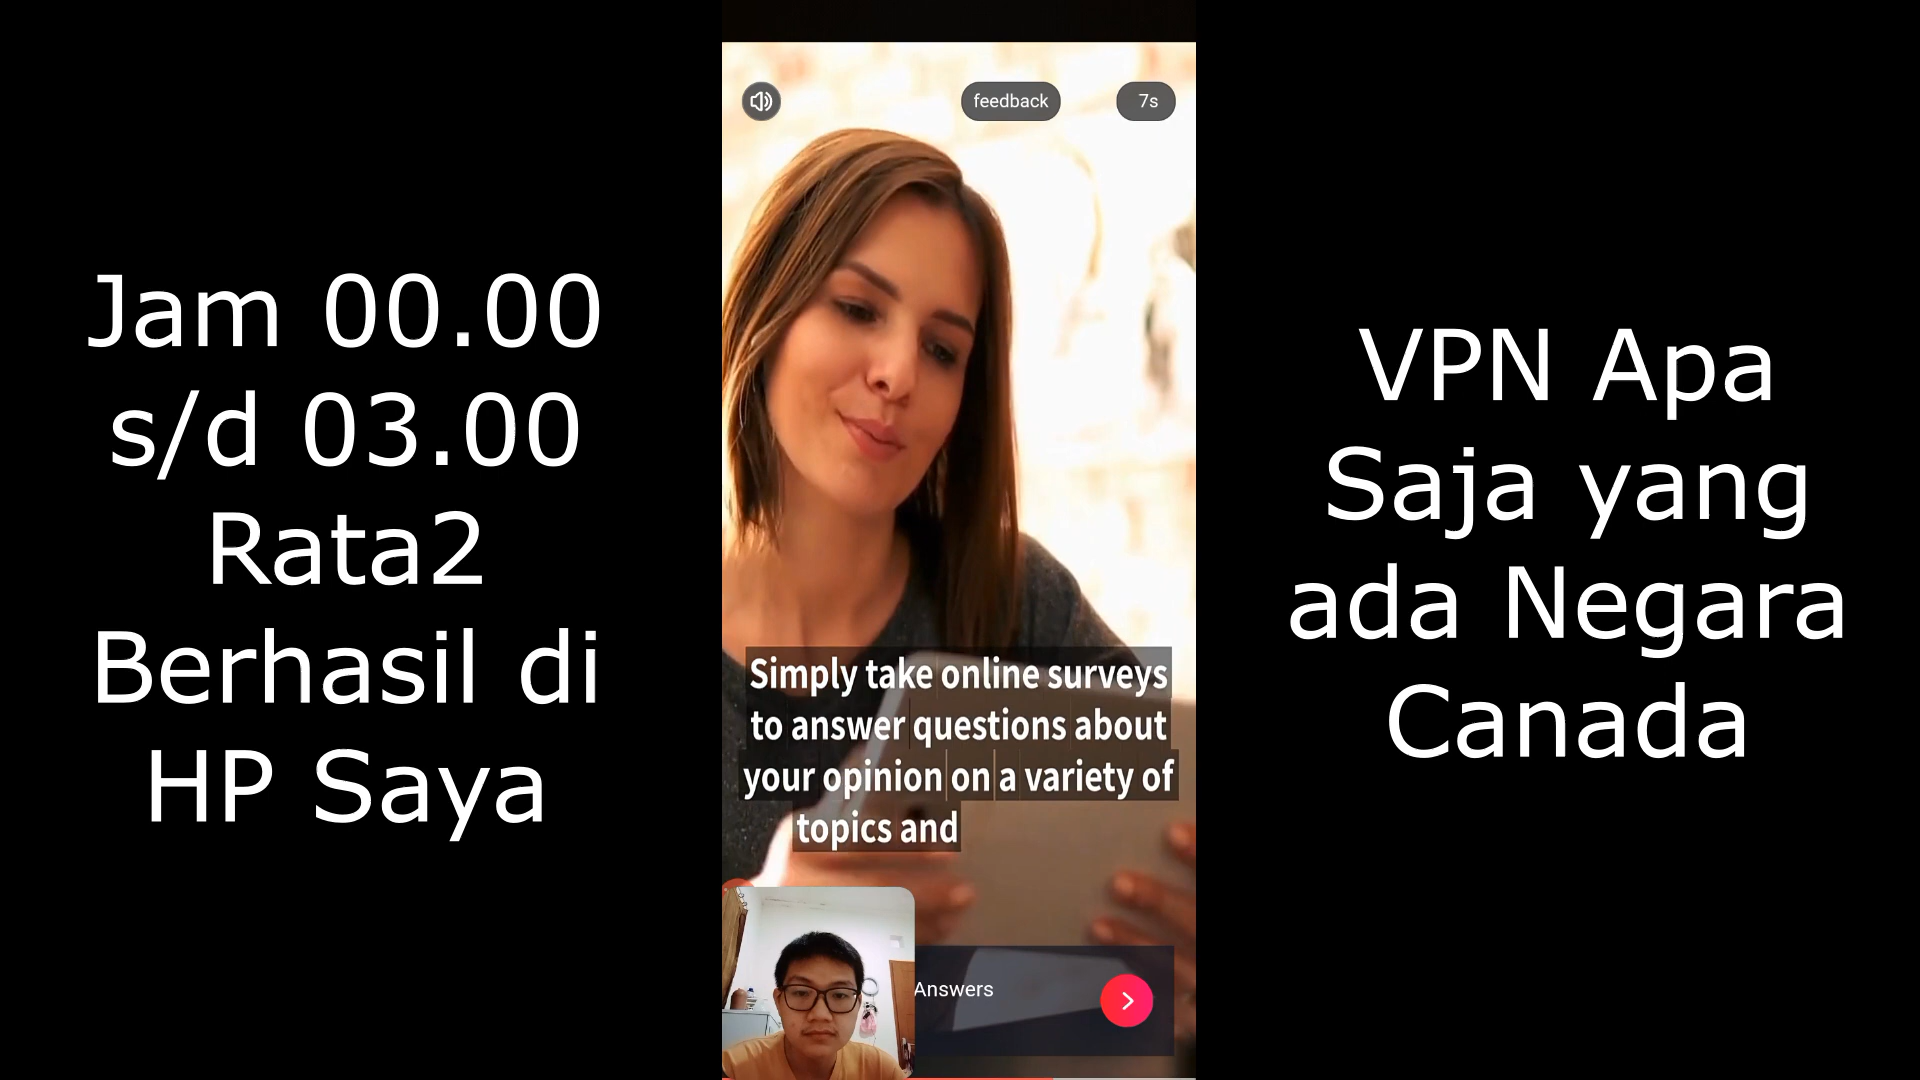 Jam 00.00
s/d 03.00
Rata2
Berhasil di
HP Saya
feedback
7s
Simply take online surveys
to answer questions about
your opinion on a variety of
topics and
Answers
VPN Apa
Saja yang
ada Negara
Canada